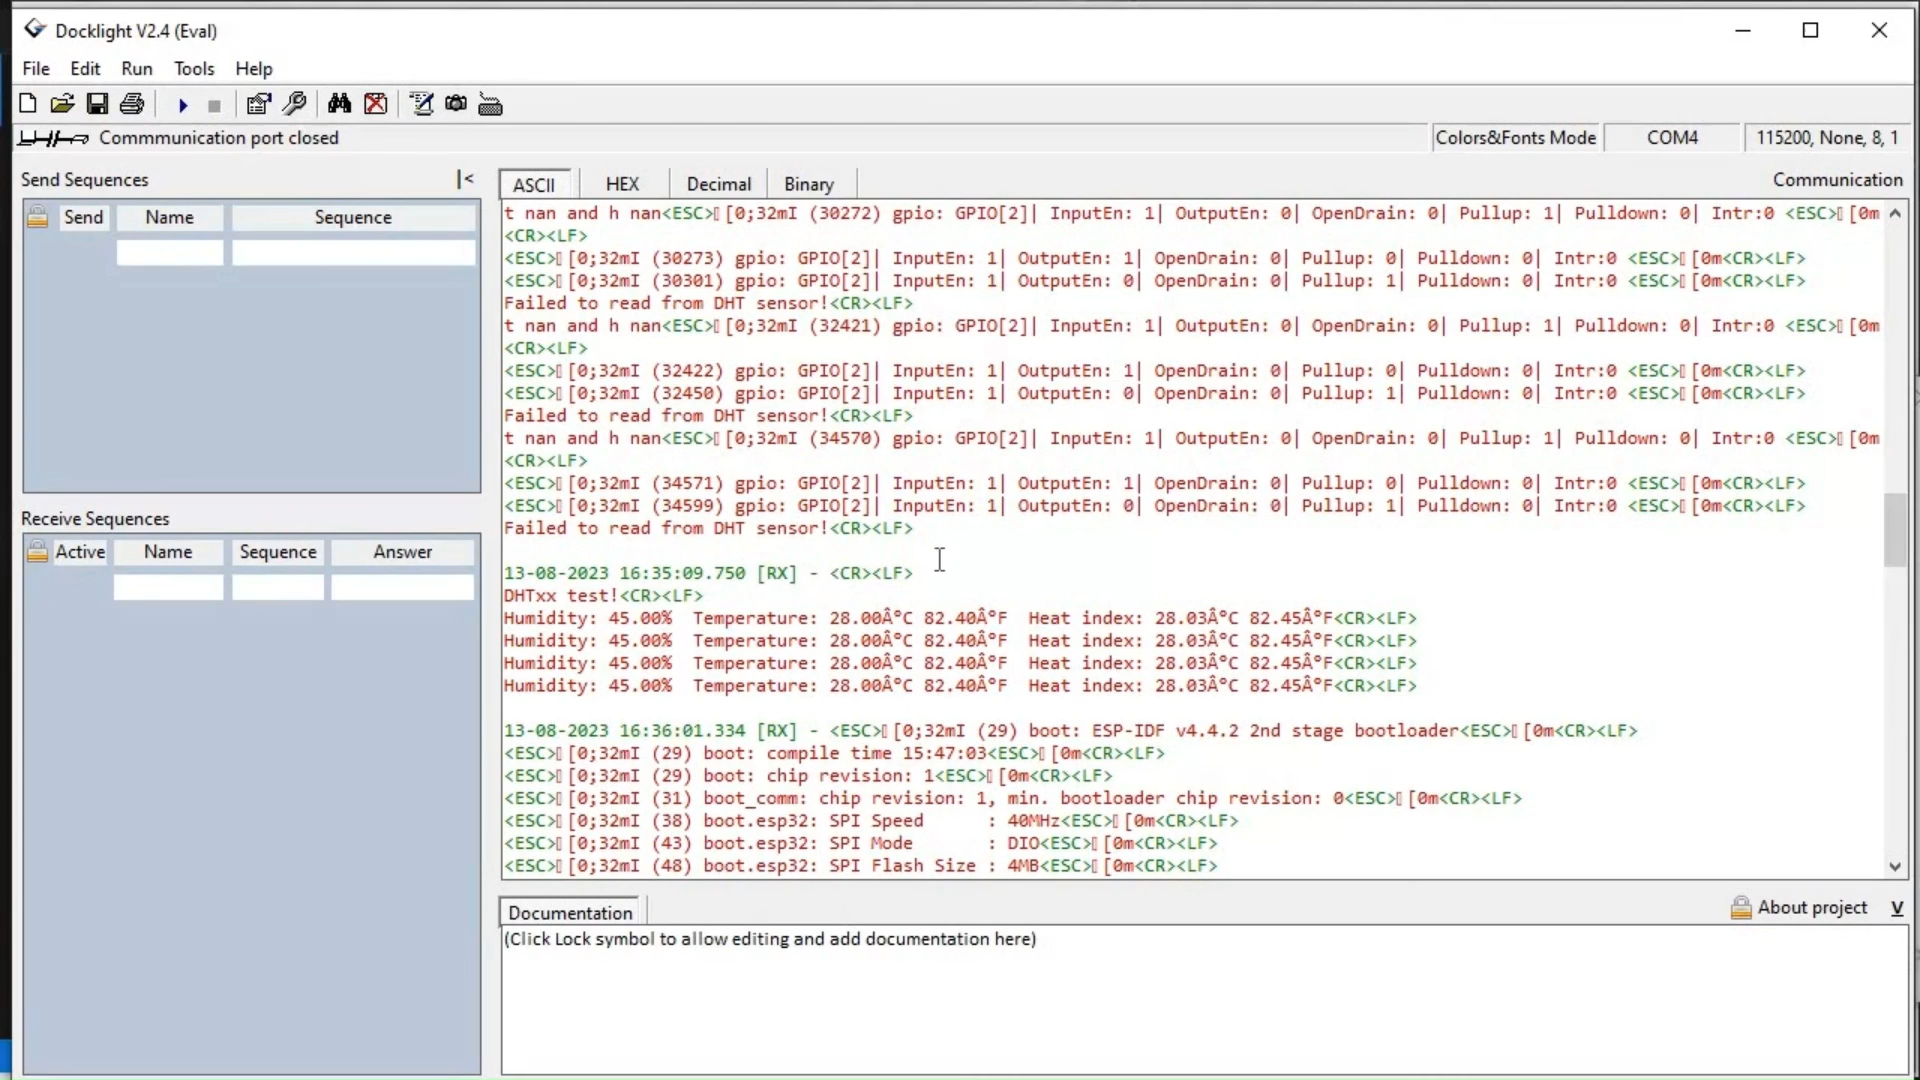 Docklight V2.4 (Eval)
File Edit Run Tools Help
Commmunication port closed
Colors&Fonts Mode COM4 115200, None, 8, 1
Send Sequences |<
Send Name Sequence
Receive Sequences
Active Name Sequence Answer
ASCII HEX Decimal Binary
Communication
t nan and h nan<ESC>▯[0;32mI (30272) gpio: GPIO[2]| InputEn: 1| OutputEn: 0| OpenDrain: 0| Pullup: 1| Pulldown: 0| Intr:0 <ESC>▯[0m
<CR><LF>
<ESC>▯[0;32mI (30273) gpio: GPIO[2]| InputEn: 1| OutputEn: 1| OpenDrain: 0| Pullup: 0| Pulldown: 0| Intr:0 <ESC>▯[0m<CR><LF>
<ESC>▯[0;32mI (30301) gpio: GPIO[2]| InputEn: 1| OutputEn: 0| OpenDrain: 0| Pullup: 1| Pulldown: 0| Intr:0 <ESC>▯[0m<CR><LF>
Failed to read from DHT sensor!<CR><LF>
t nan and h nan<ESC>▯[0;32mI (32421) gpio: GPIO[2]| InputEn: 1| OutputEn: 0| OpenDrain: 0| Pullup: 1| Pulldown: 0| Intr:0 <ESC>▯[0m
<CR><LF>
<ESC>▯[0;32mI (32422) gpio: GPIO[2]| InputEn: 1| OutputEn: 1| OpenDrain: 0| Pullup: 0| Pulldown: 0| Intr:0 <ESC>▯[0m<CR><LF>
<ESC>▯[0;32mI (32450) gpio: GPIO[2]| InputEn: 1| OutputEn: 0| OpenDrain: 0| Pullup: 1| Pulldown: 0| Intr:0 <ESC>▯[0m<CR><LF>
Failed to read from DHT sensor!<CR><LF>
t nan and h nan<ESC>▯[0;32mI (34570) gpio: GPIO[2]| InputEn: 1| OutputEn: 0| OpenDrain: 0| Pullup: 1| Pulldown: 0| Intr:0 <ESC>▯[0m
<CR><LF>
<ESC>▯[0;32mI (34571) gpio: GPIO[2]| InputEn: 1| OutputEn: 1| OpenDrain: 0| Pullup: 0| Pulldown: 0| Intr:0 <ESC>▯[0m<CR><LF>
<ESC>▯[0;32mI (34599) gpio: GPIO[2]| InputEn: 1| OutputEn: 0| OpenDrain: 0| Pullup: 1| Pulldown: 0| Intr:0 <ESC>▯[0m<CR><LF>
Failed to read from DHT sensor!<CR><LF>
13-08-2023 16:35:09.750 [RX] - <CR><LF>
DHTxx test!<CR><LF>
Humidity: 45.00%  Temperature: 28.00Â°C 82.40Â°F  Heat index: 28.03Â°C 82.45Â°F<CR><LF>
Humidity: 45.00%  Temperature: 28.00Â°C 82.40Â°F  Heat index: 28.03Â°C 82.45Â°F<CR><LF>
Humidity: 45.00%  Temperature: 28.00Â°C 82.40Â°F  Heat index: 28.03Â°C 82.45Â°F<CR><LF>
Humidity: 45.00%  Temperature: 28.00Â°C 82.40Â°F  Heat index: 28.03Â°C 82.45Â°F<CR><LF>
13-08-2023 16:36:01.334 [RX] - <ESC>▯[0;32mI (29) boot: ESP-IDF v4.4.2 2nd stage bootloader<ESC>▯[0m<CR><LF>
<ESC>▯[0;32mI (29) boot: compile time 15:47:03<ESC>▯[0m<CR><LF>
<ESC>▯[0;32mI (29) boot: chip revision: 1<ESC>▯[0m<CR><LF>
<ESC>▯[0;32mI (31) boot_comm: chip revision: 1, min. bootloader chip revision: 0<ESC>▯[0m<CR><LF>
<ESC>▯[0;32mI (38) boot.esp32: SPI Speed      : 40MHz<ESC>▯[0m<CR><LF>
<ESC>▯[0;32mI (43) boot.esp32: SPI Mode       : DIO<ESC>▯[0m<CR><LF>
<ESC>▯[0;32mI (48) boot.esp32: SPI Flash Size : 4MB<ESC>▯[0m<CR><LF>
Documentation
About project V
(Click Lock symbol to allow editing and add documentation here)